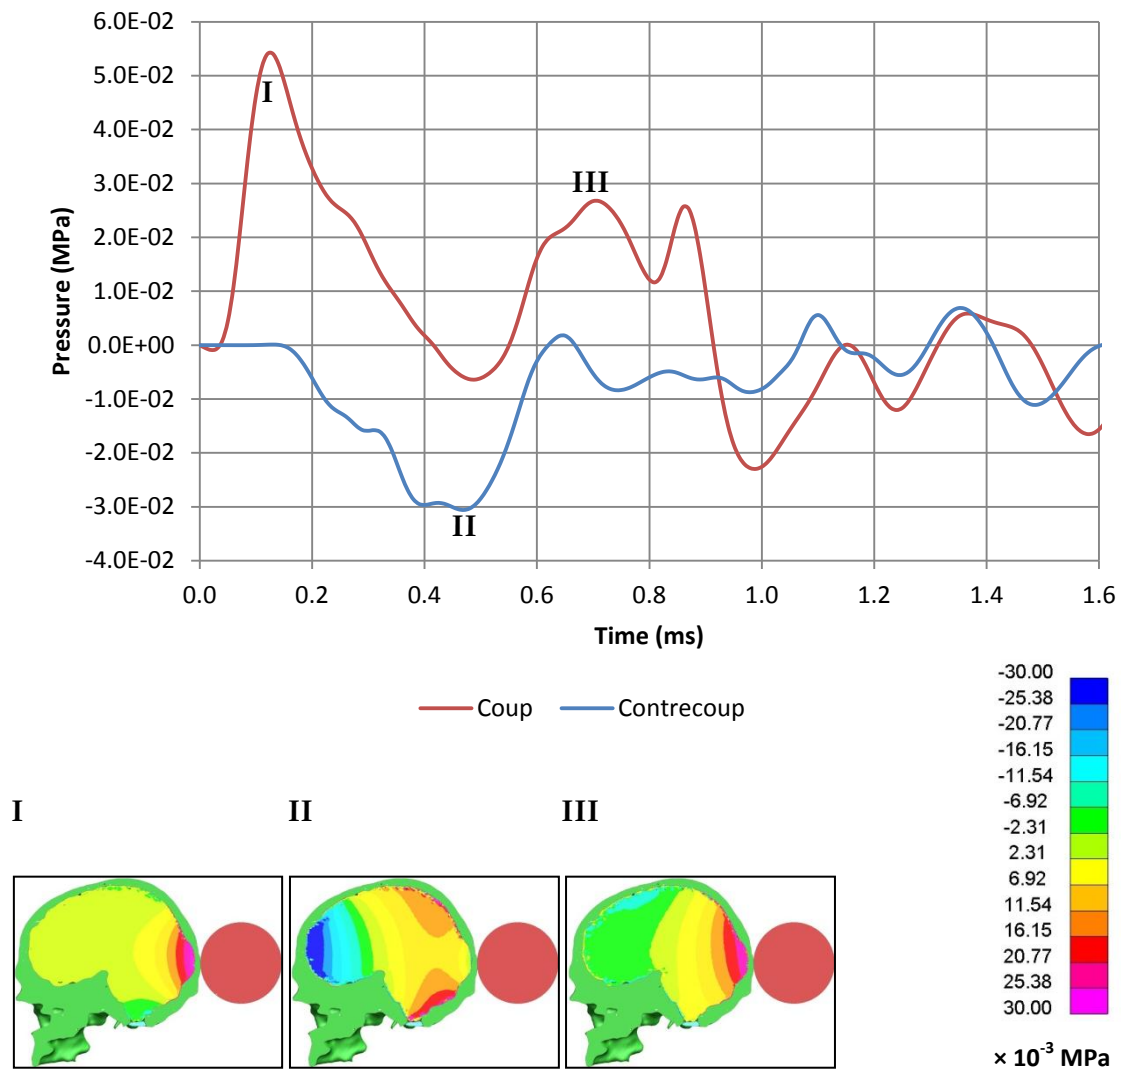 6.0E-02
5.0E-02
4.0E-02
3.0E-02
2.0E-02
1.0E-02
0.0E+00
-1.0E-02
-2.0E-02
-3.0E-02
-4.0E-02
Pressure (MPa)
I
III
II
0.0 0.2 0.4 0.6 0.8 1.0 1.2 1.4 1.6
Time (ms)
Coup Contrecoup
-30.00
-25.38
-20.77
-16.15
-11.54
-6.92
-2.31
2.31
6.92
11.54
16.15
20.77
25.38
30.00
× 10⁻³ MPa
I II III